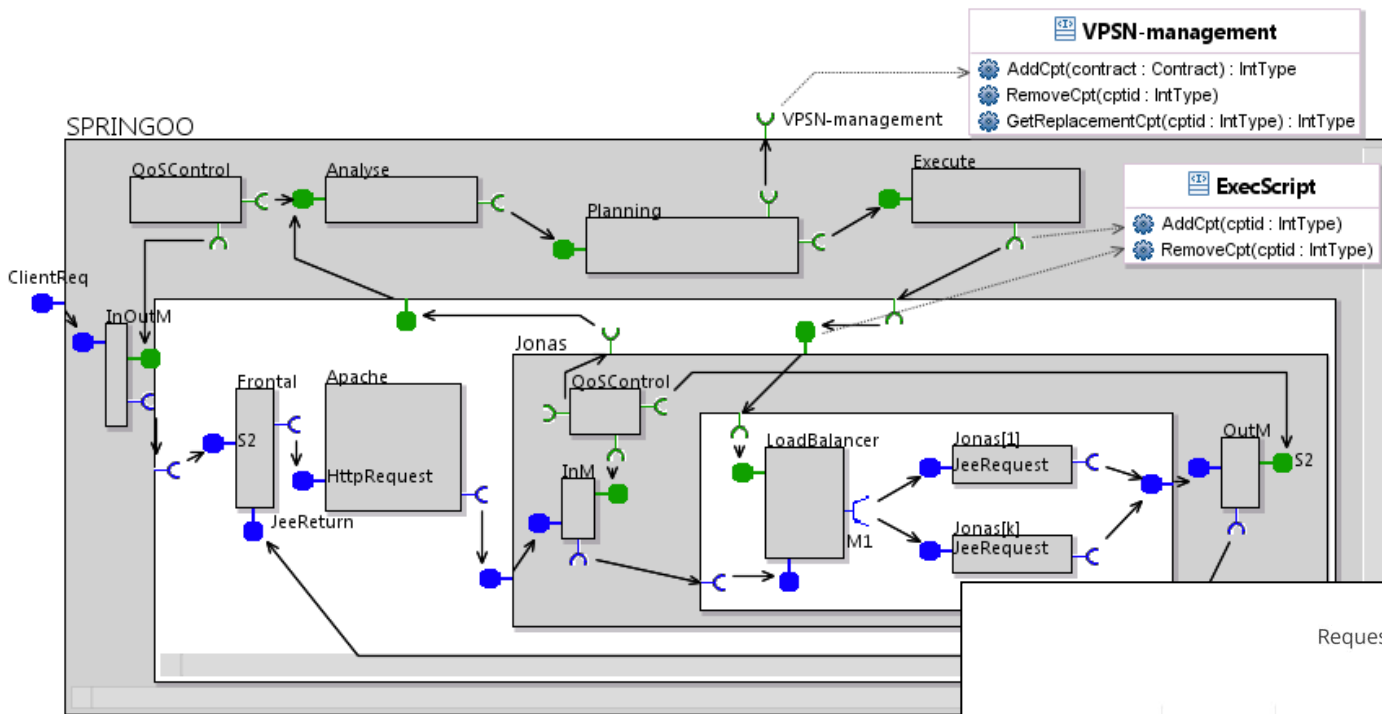 VPSN-management
AddCpt(contract : Contract) : IntType
RemoveCpt(cptid : IntType)
GetReplacementCpt(cptid : IntType) : IntType
SPRINGOO
VPSN-management
QoSControl
Analyse
Execute
ExecScript
AddCpt(cptid : IntType)
RemoveCpt(cptid : IntType)
Planning
ClientReq
InOutM
Jonas
Frontal
Apache
QoSControl
S2
LoadBalancer
Jonas[1]
OutM
HttpRequest
InM
JeeRequest
S2
JeeReturn
M1
Jonas[k]
JeeRequest
Reques